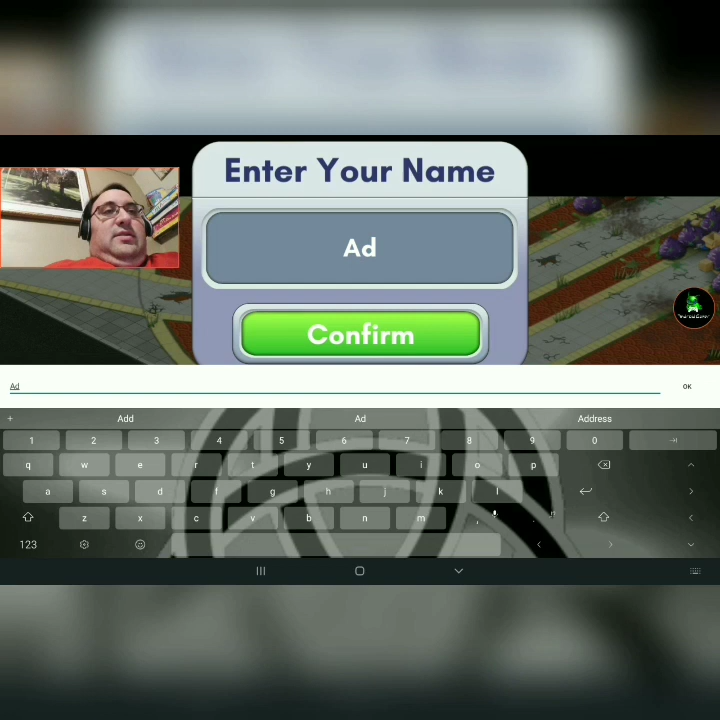 Enter Your Name
Ad
Confirm
Ad
OK
+ Add Ad Address
1 2 3 4 5 6 7 8 9 0
q w e r t y u i o p
a s d f g h j k l
z x c v b n m , .
123